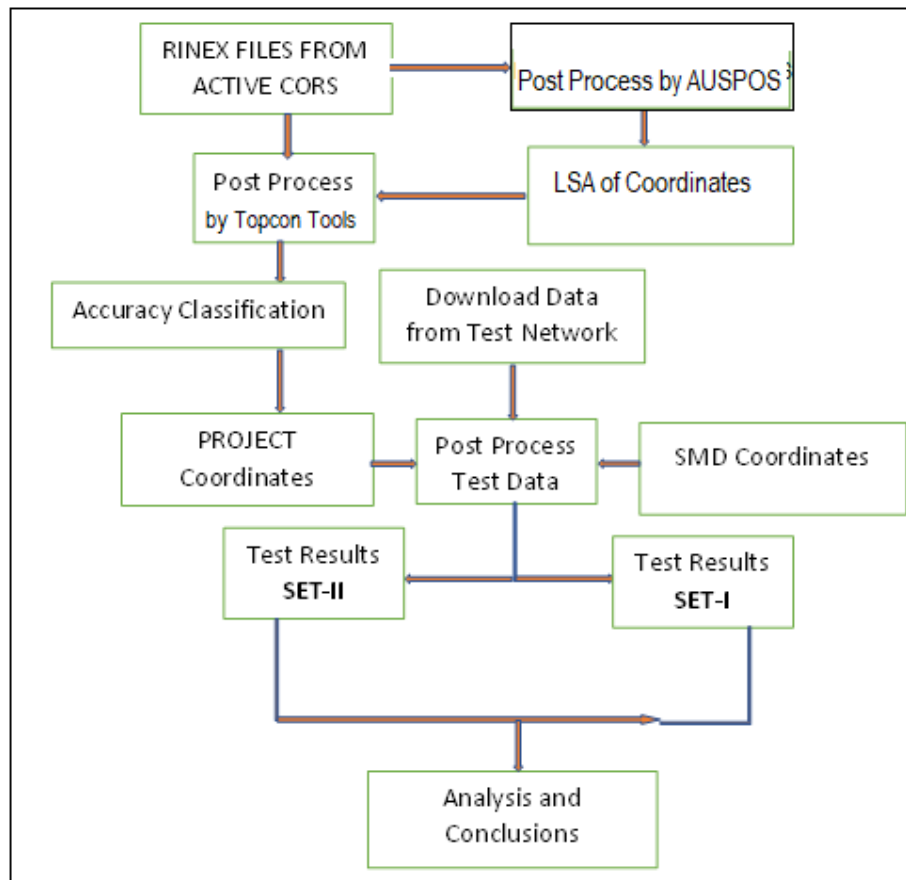 RINEX FILES FROM
ACTIVE CORS
Post Process by AUSPOS
Post Process
by Topcon Tools
LSA of Coordinates
Accuracy Classification
Download Data
from Test Network
PROJECT
Coordinates
Post Process
Test Data
SMD Coordinates
Test Results
SET-II
Test Results
SET-I
Analysis and
Conclusions